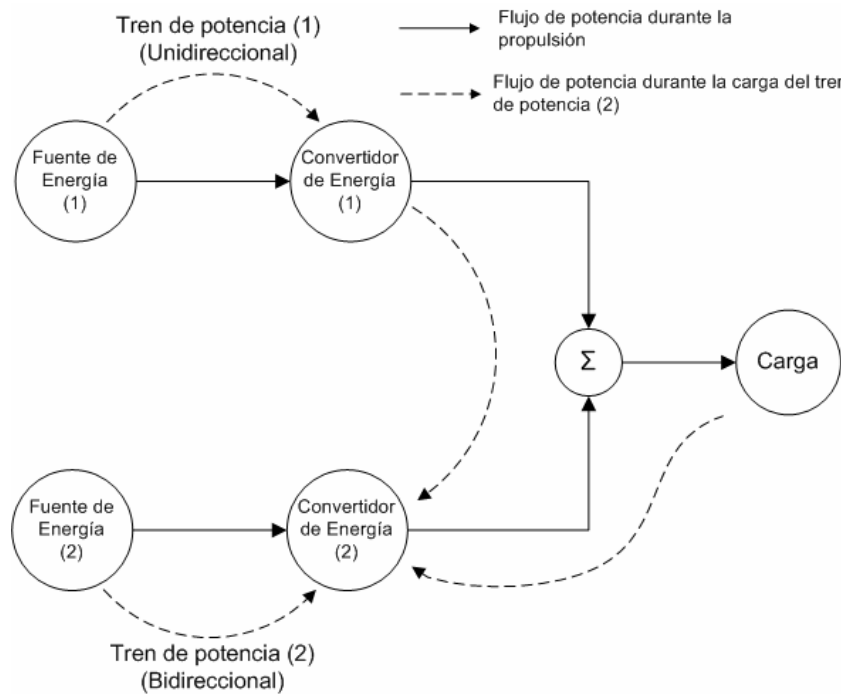 Tren de potencia (1)
(Unidireccional)
Flujo de potencia durante la
propulsión
Flujo de potencia durante la carga del tren
de potencia (2)
Fuente de
Energía
(1)
Convertidor
de Energía
(1)
Σ
Carga
Fuente de
Energía
(2)
Convertidor
de Energía
(2)
Tren de potencia (2)
(Bidireccional)